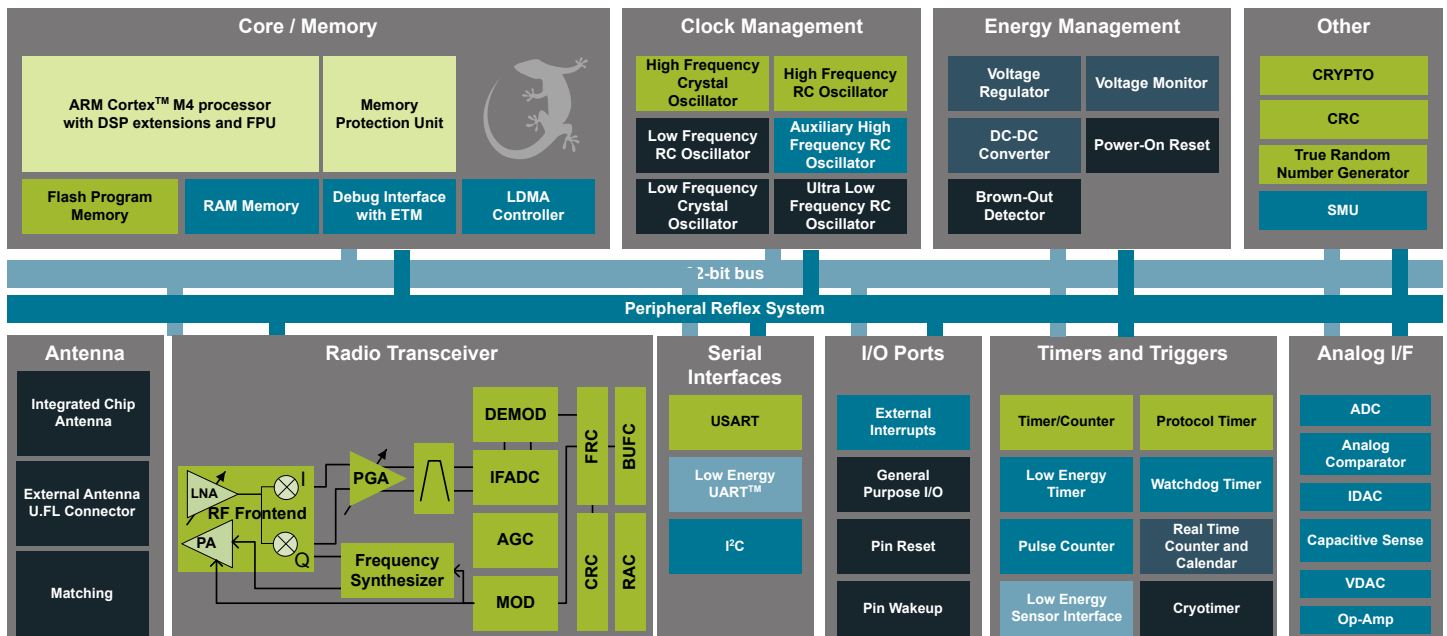 Core / Memory
ARM Cortex™ M4 processor
with DSP extensions and FPU
Memory
Protection Unit
Flash Program
Memory
RAM Memory
Debug Interface
with ETM
LDMA
Controller
Clock Management
High Frequency
Crystal
Oscillator
High Frequency
RC Oscillator
Low Frequency
RC Oscillator
Auxiliary High
Frequency RC
Oscillator
Low Frequency
Crystal
Oscillator
Ultra Low
Frequency RC
Oscillator
Energy Management
Voltage
Regulator
Voltage Monitor
DC-DC
Converter
Power-On Reset
Brown-Out
Detector
Other
CRYPTO
CRC
True Random
Number Generator
SMU
2-bit bus
Peripheral Reflex System
Antenna
Integrated Chip
Antenna
External Antenna
U.FL Connector
Matching
Radio Transceiver
LNA
I
RF Frontend
PA
Q
PGA
Frequency
Synthesizer
DEMOD
IFADC
AGC
MOD
FRC
BUFC
CRC
RAC
Serial
Interfaces
USART
Low Energy
UART™
I²C
I/O Ports
External
Interrupts
General
Purpose I/O
Pin Reset
Pin Wakeup
Timers and Triggers
Timer/Counter
Protocol Timer
Low Energy
Timer
Watchdog Timer
Pulse Counter
Real Time
Counter and
Calendar
Low Energy
Sensor Interface
Cryotimer
Analog I/F
ADC
Analog
Comparator
IDAC
Capacitive Sense
VDAC
Op-Amp